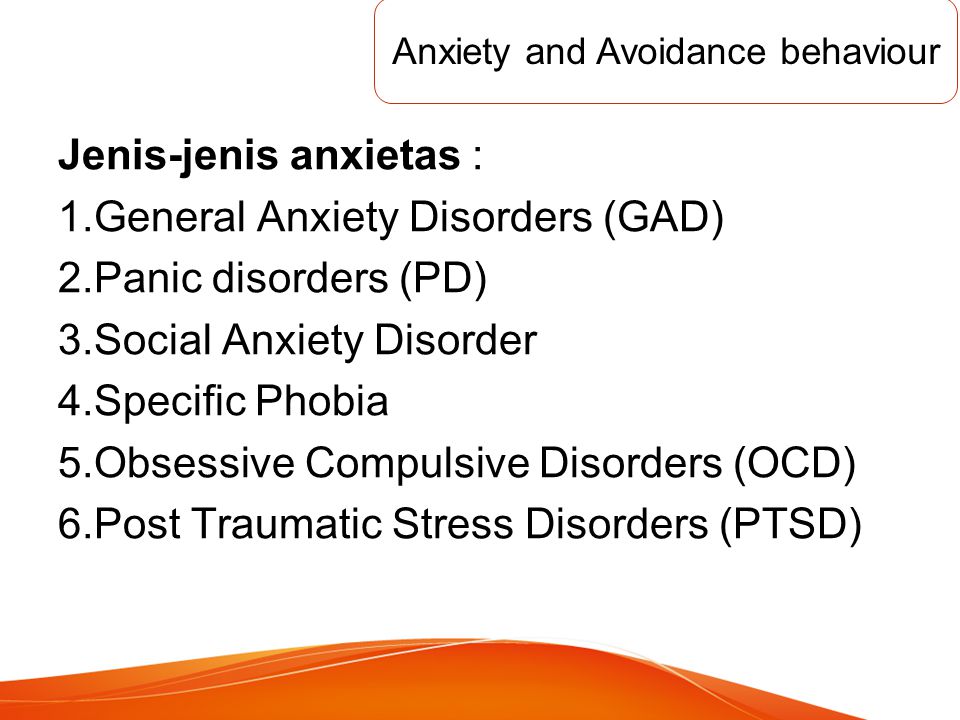 Anxiety and Avoidance behaviour
Jenis-jenis anxietas :
1.General Anxiety Disorders (GAD)
2.Panic disorders (PD)
3.Social Anxiety Disorder
4.Specific Phobia
5.Obsessive Compulsive Disorders (OCD)
6.Post Traumatic Stress Disorders (PTSD)